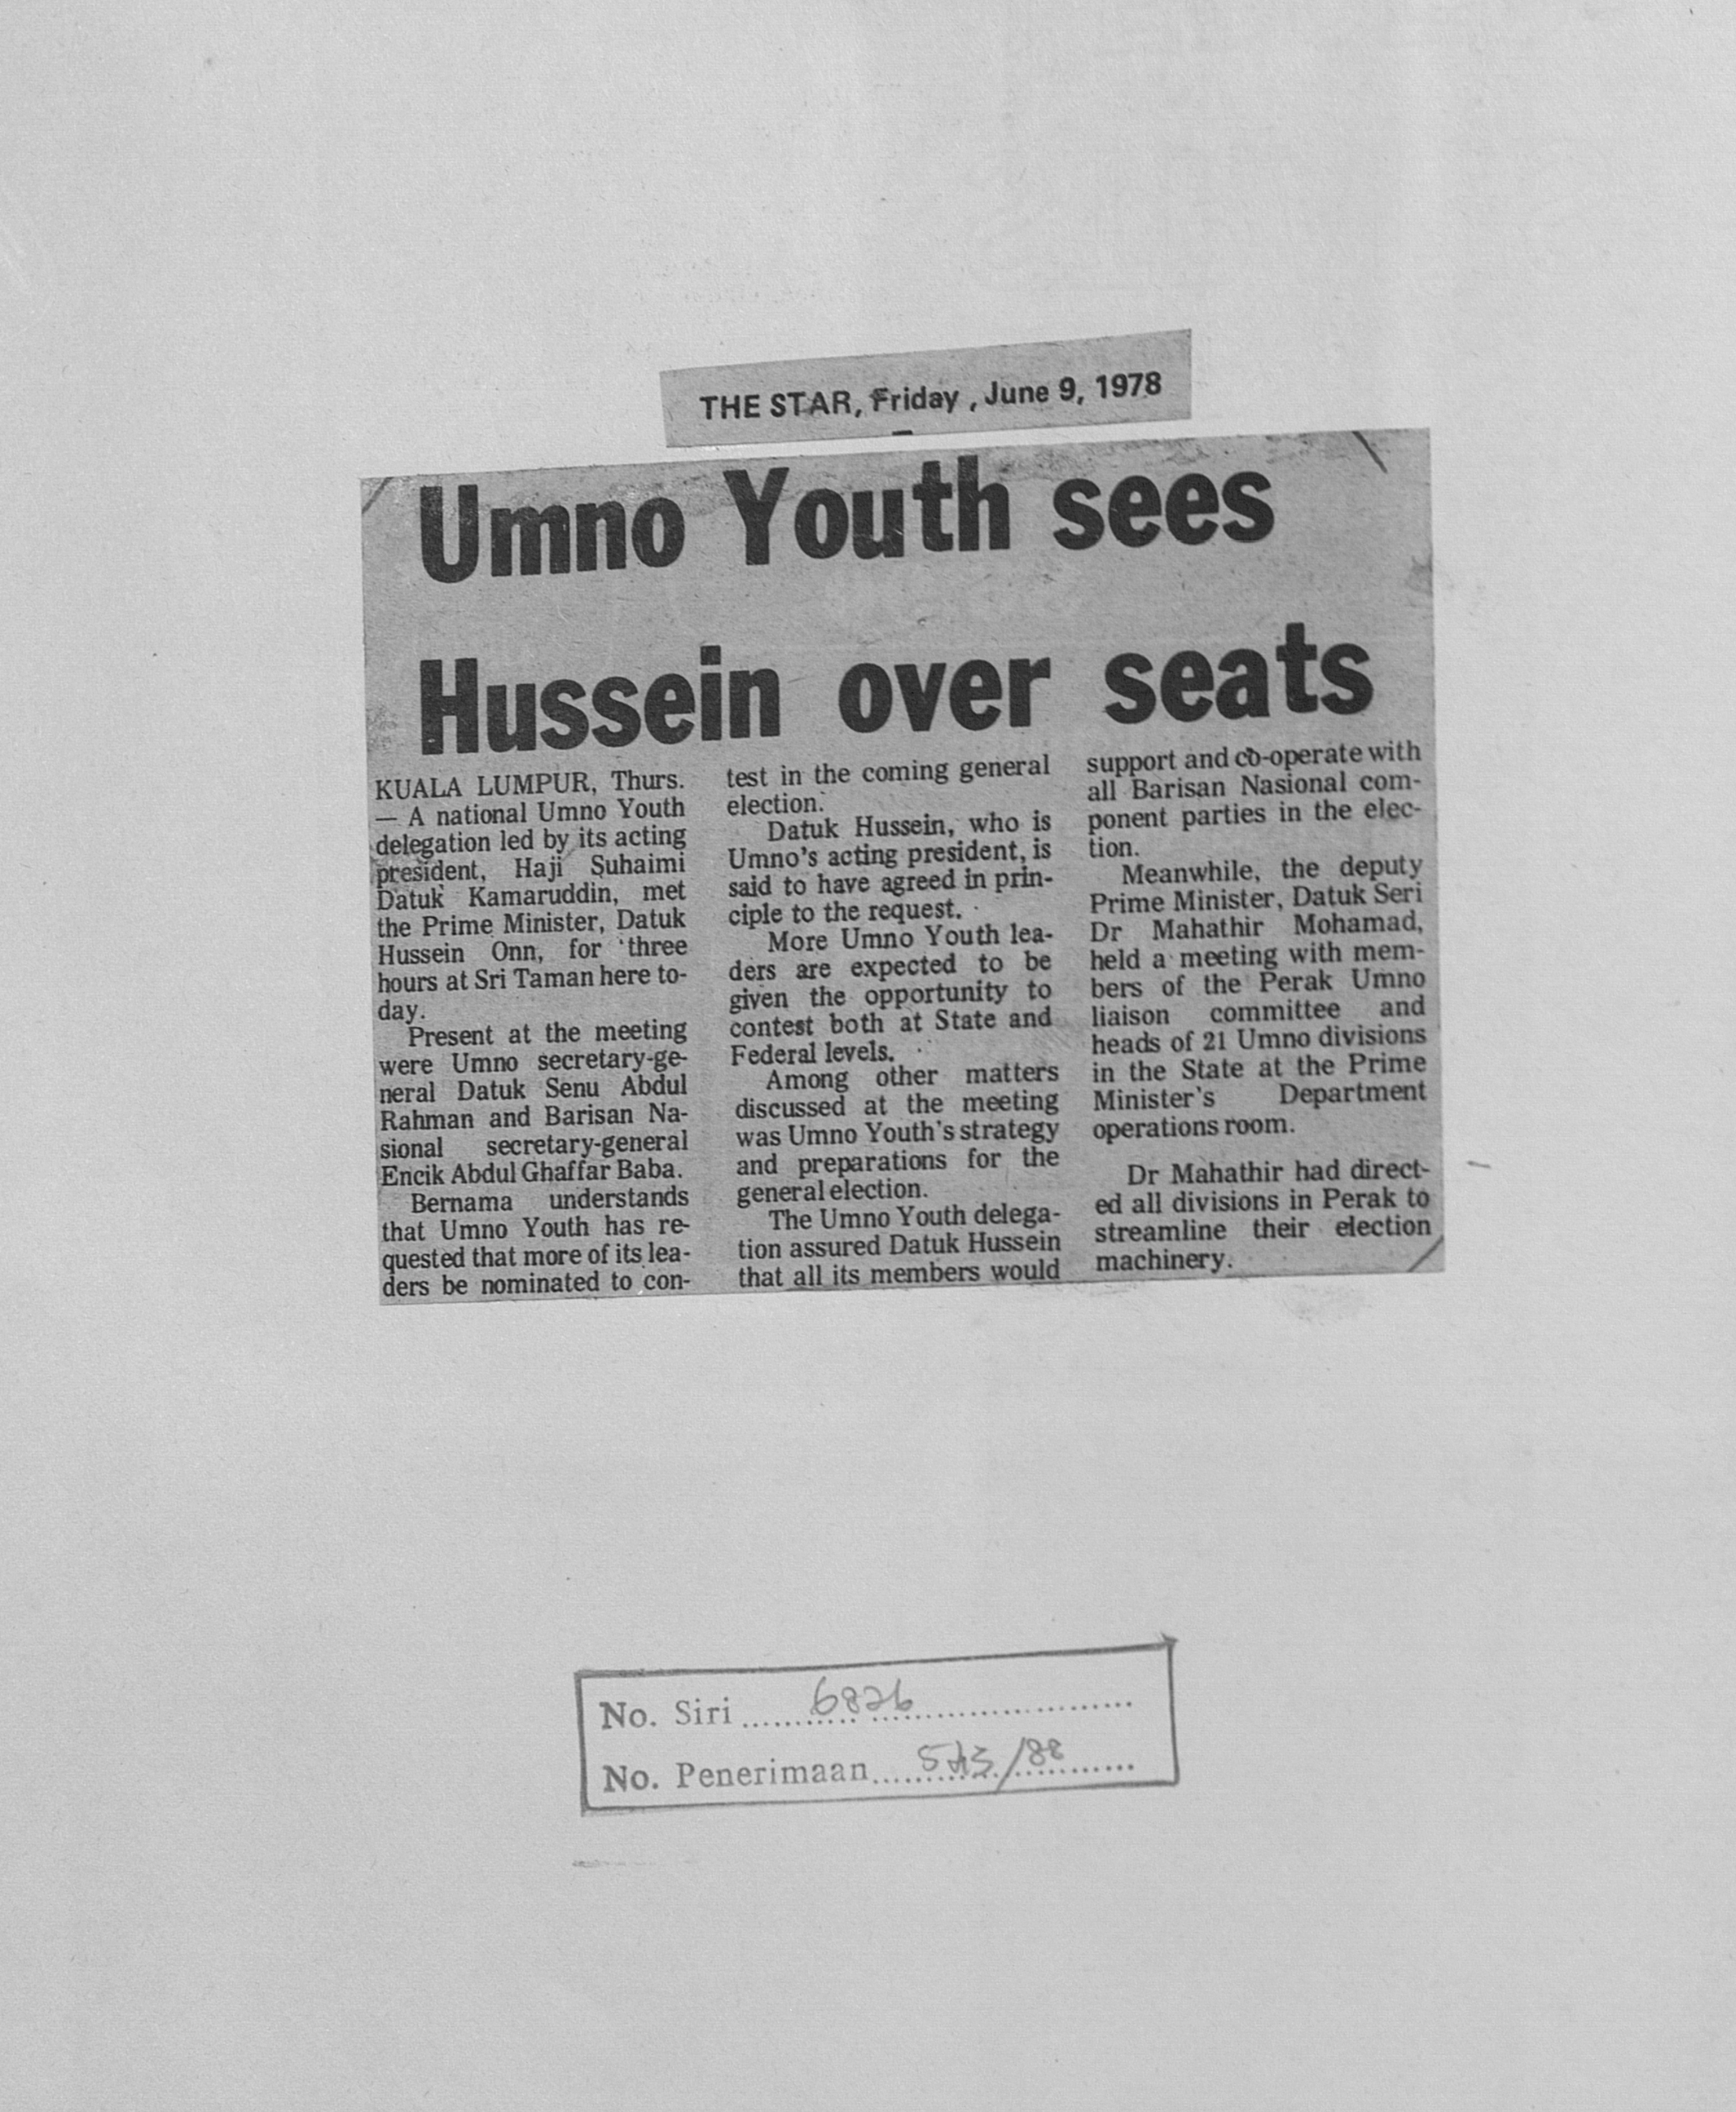 THE STAR, Friday, June 9, 1978
Umno Youth sees
Hussein over seats
KUALA LUMPUR, Thurs.
— A national Umno Youth
delegation led by its acting
president, Haji Suhaimi
Datuk Kamaruddin, met
the Prime Minister, Datuk
Hussein Onn, for three
hours at Sri Taman here to-
day.
Present at the meeting
were Umno secretary-ge-
neral Datuk Senu Abdul
Rahman and Barisan Na-
sional secretary-general
Encik Abdul Ghaffar Baba.
Bernama understands
that Umno Youth has re-
quested that more of its lea-
ders be nominated to con-
test in the coming general
election.
Datuk Hussein, who is
Umno's acting president, is
said to have agreed in prin-
ciple to the request.
More Umno Youth lea-
ders are expected to be
given the opportunity to
contest both at State and
Federal levels.
Among other matters
discussed at the meeting
was Umno Youth's strategy
and preparations for the
general election.
The Umno Youth delega-
tion assured Datuk Hussein
that all its members would
support and co-operate with
all Barisan Nasional com-
ponent parties in the elec-
tion.
Meanwhile, the deputy
Prime Minister, Datuk Seri
Dr Mahathir Mohamad,
held a meeting with mem-
bers of the Perak Umno
liaison committee and
heads of 21 Umno divisions
in the State at the Prime
Minister's Department
operations room.
Dr Mahathir had direct-
ed all divisions in Perak to
streamline their election
machinery.
No. Siri 6826
No. Penerimaan